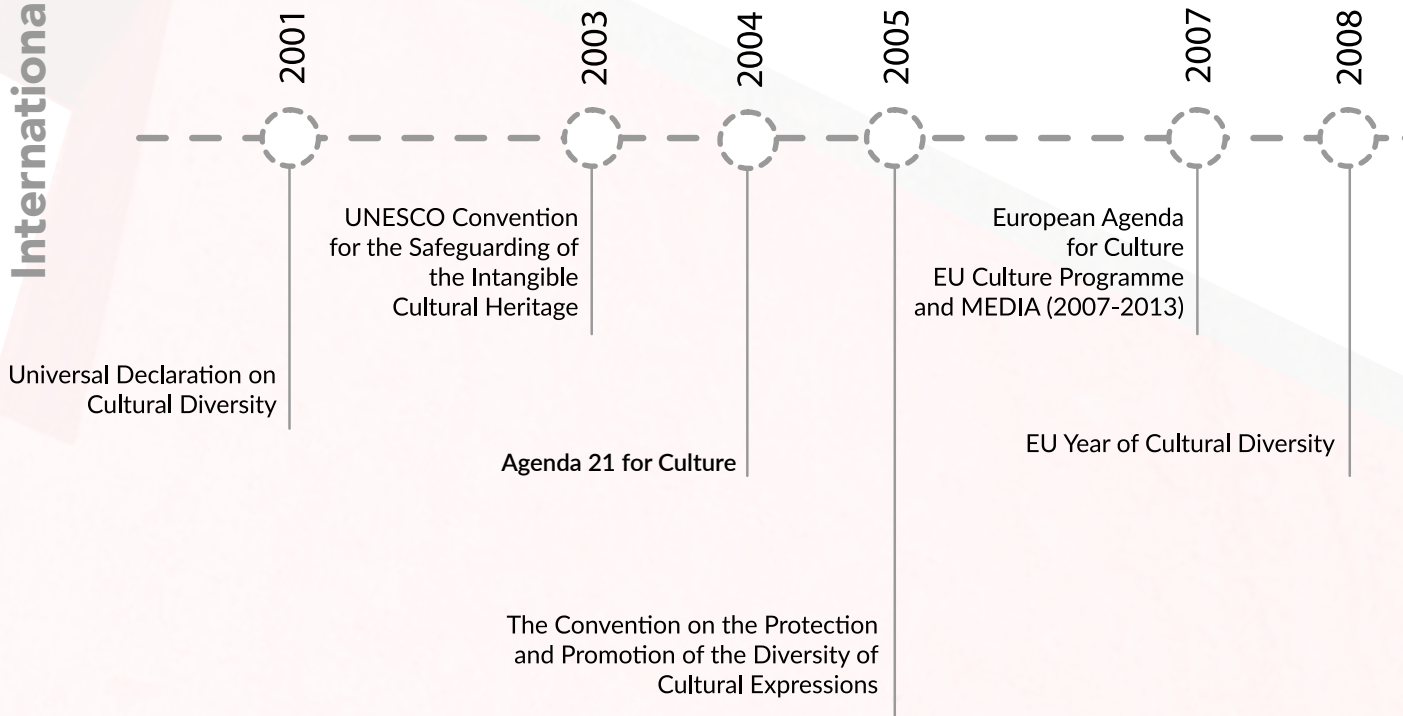 Internationa
2001
2003
2004
2005
2007
2008
Universal Declaration on
Cultural Diversity
UNESCO Convention
for the Safeguarding of
the Intangible
Cultural Heritage
Agenda 21 for Culture
The Convention on the Protection
and Promotion of the Diversity of
Cultural Expressions
European Agenda
for Culture
EU Culture Programme
and MEDIA (2007-2013)
EU Year of Cultural Diversity